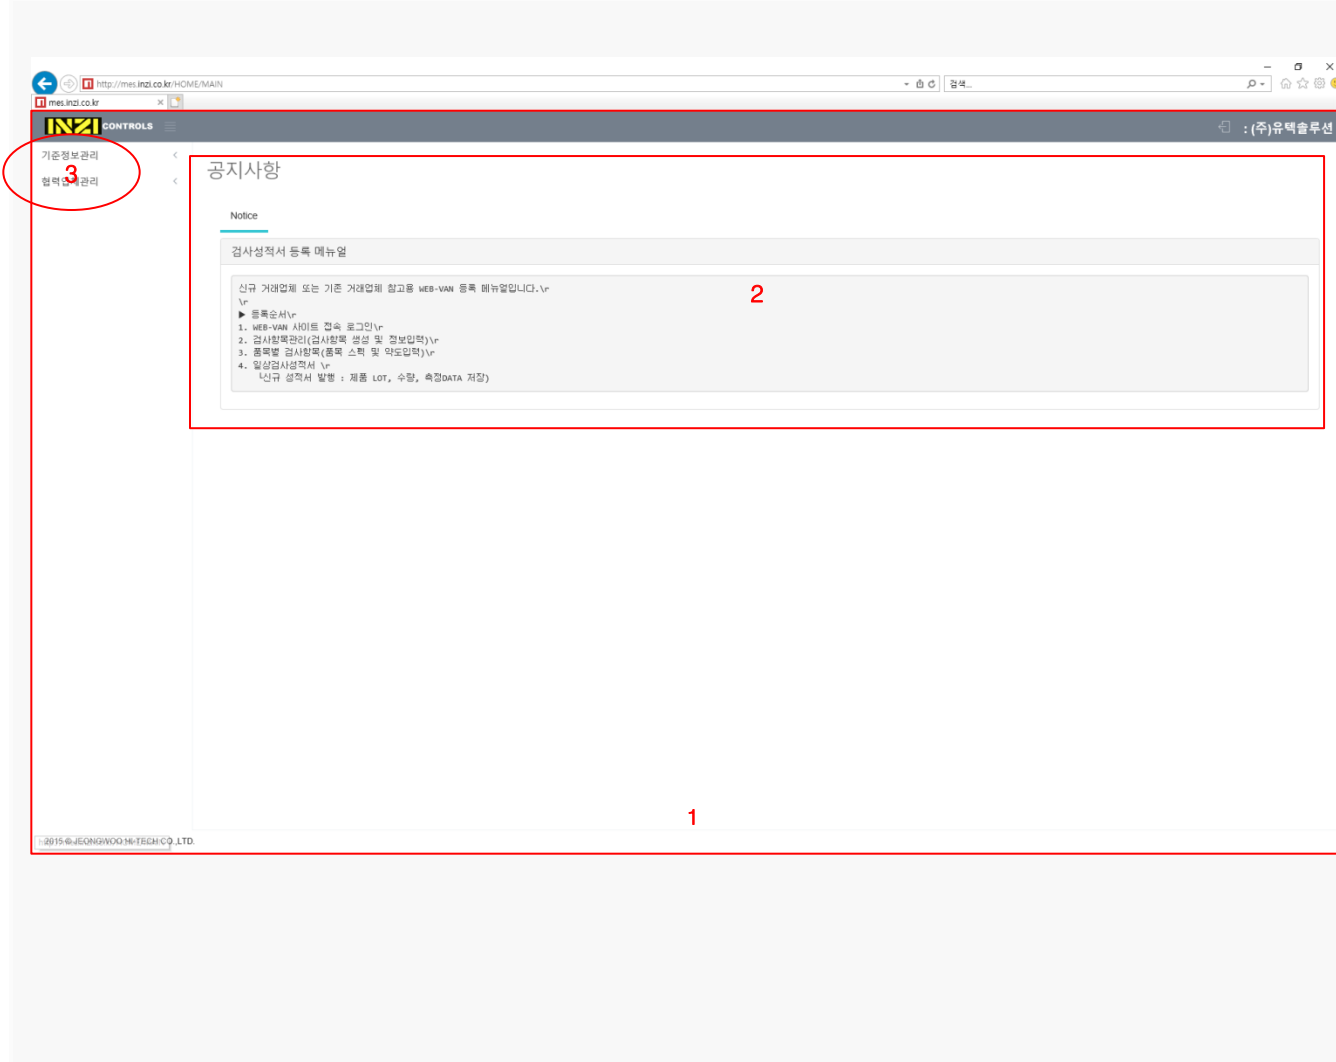 http://mes.inzi.co.kr/HOME/MAIN
검색...
mes.inzi.co.kr
INZI CONTROLS
: (주)유텍솔루션
기준정보관리
3
협력업체관리
공지사항
Notice
검사성적서 등록 메뉴얼
2
신규 거래업체 또는 기존 거래업체 참고용 WEB-VAN 등록 메뉴얼입니다.\r
\r
▶ 등록순서\r
1. WEB-VAN 사이트 접속 로그인\r
2. 검사항목관리(검사항목 생성 및 정보입력)\r
3. 품목별 검사항목(품목 스펙 및 약도입력)\r
4. 일상검사성적서 \r
└신규 성적서 발행 : 제품 LOT, 수량, 측정DATA 저장)
1
2015 © JEONGWOO HI-TECH CO.,LTD.